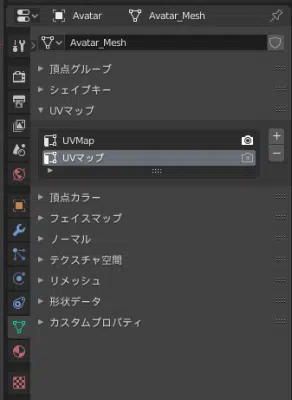 Avatar Avatar_Mesh
Avatar_Mesh
頂点グループ
シェイプキー
UVマップ
UVMap
UVマップ
頂点カラー
フェイスマップ
ノーマル
テクスチャ空間
リメッシュ
形状データ
カスタムプロパティ